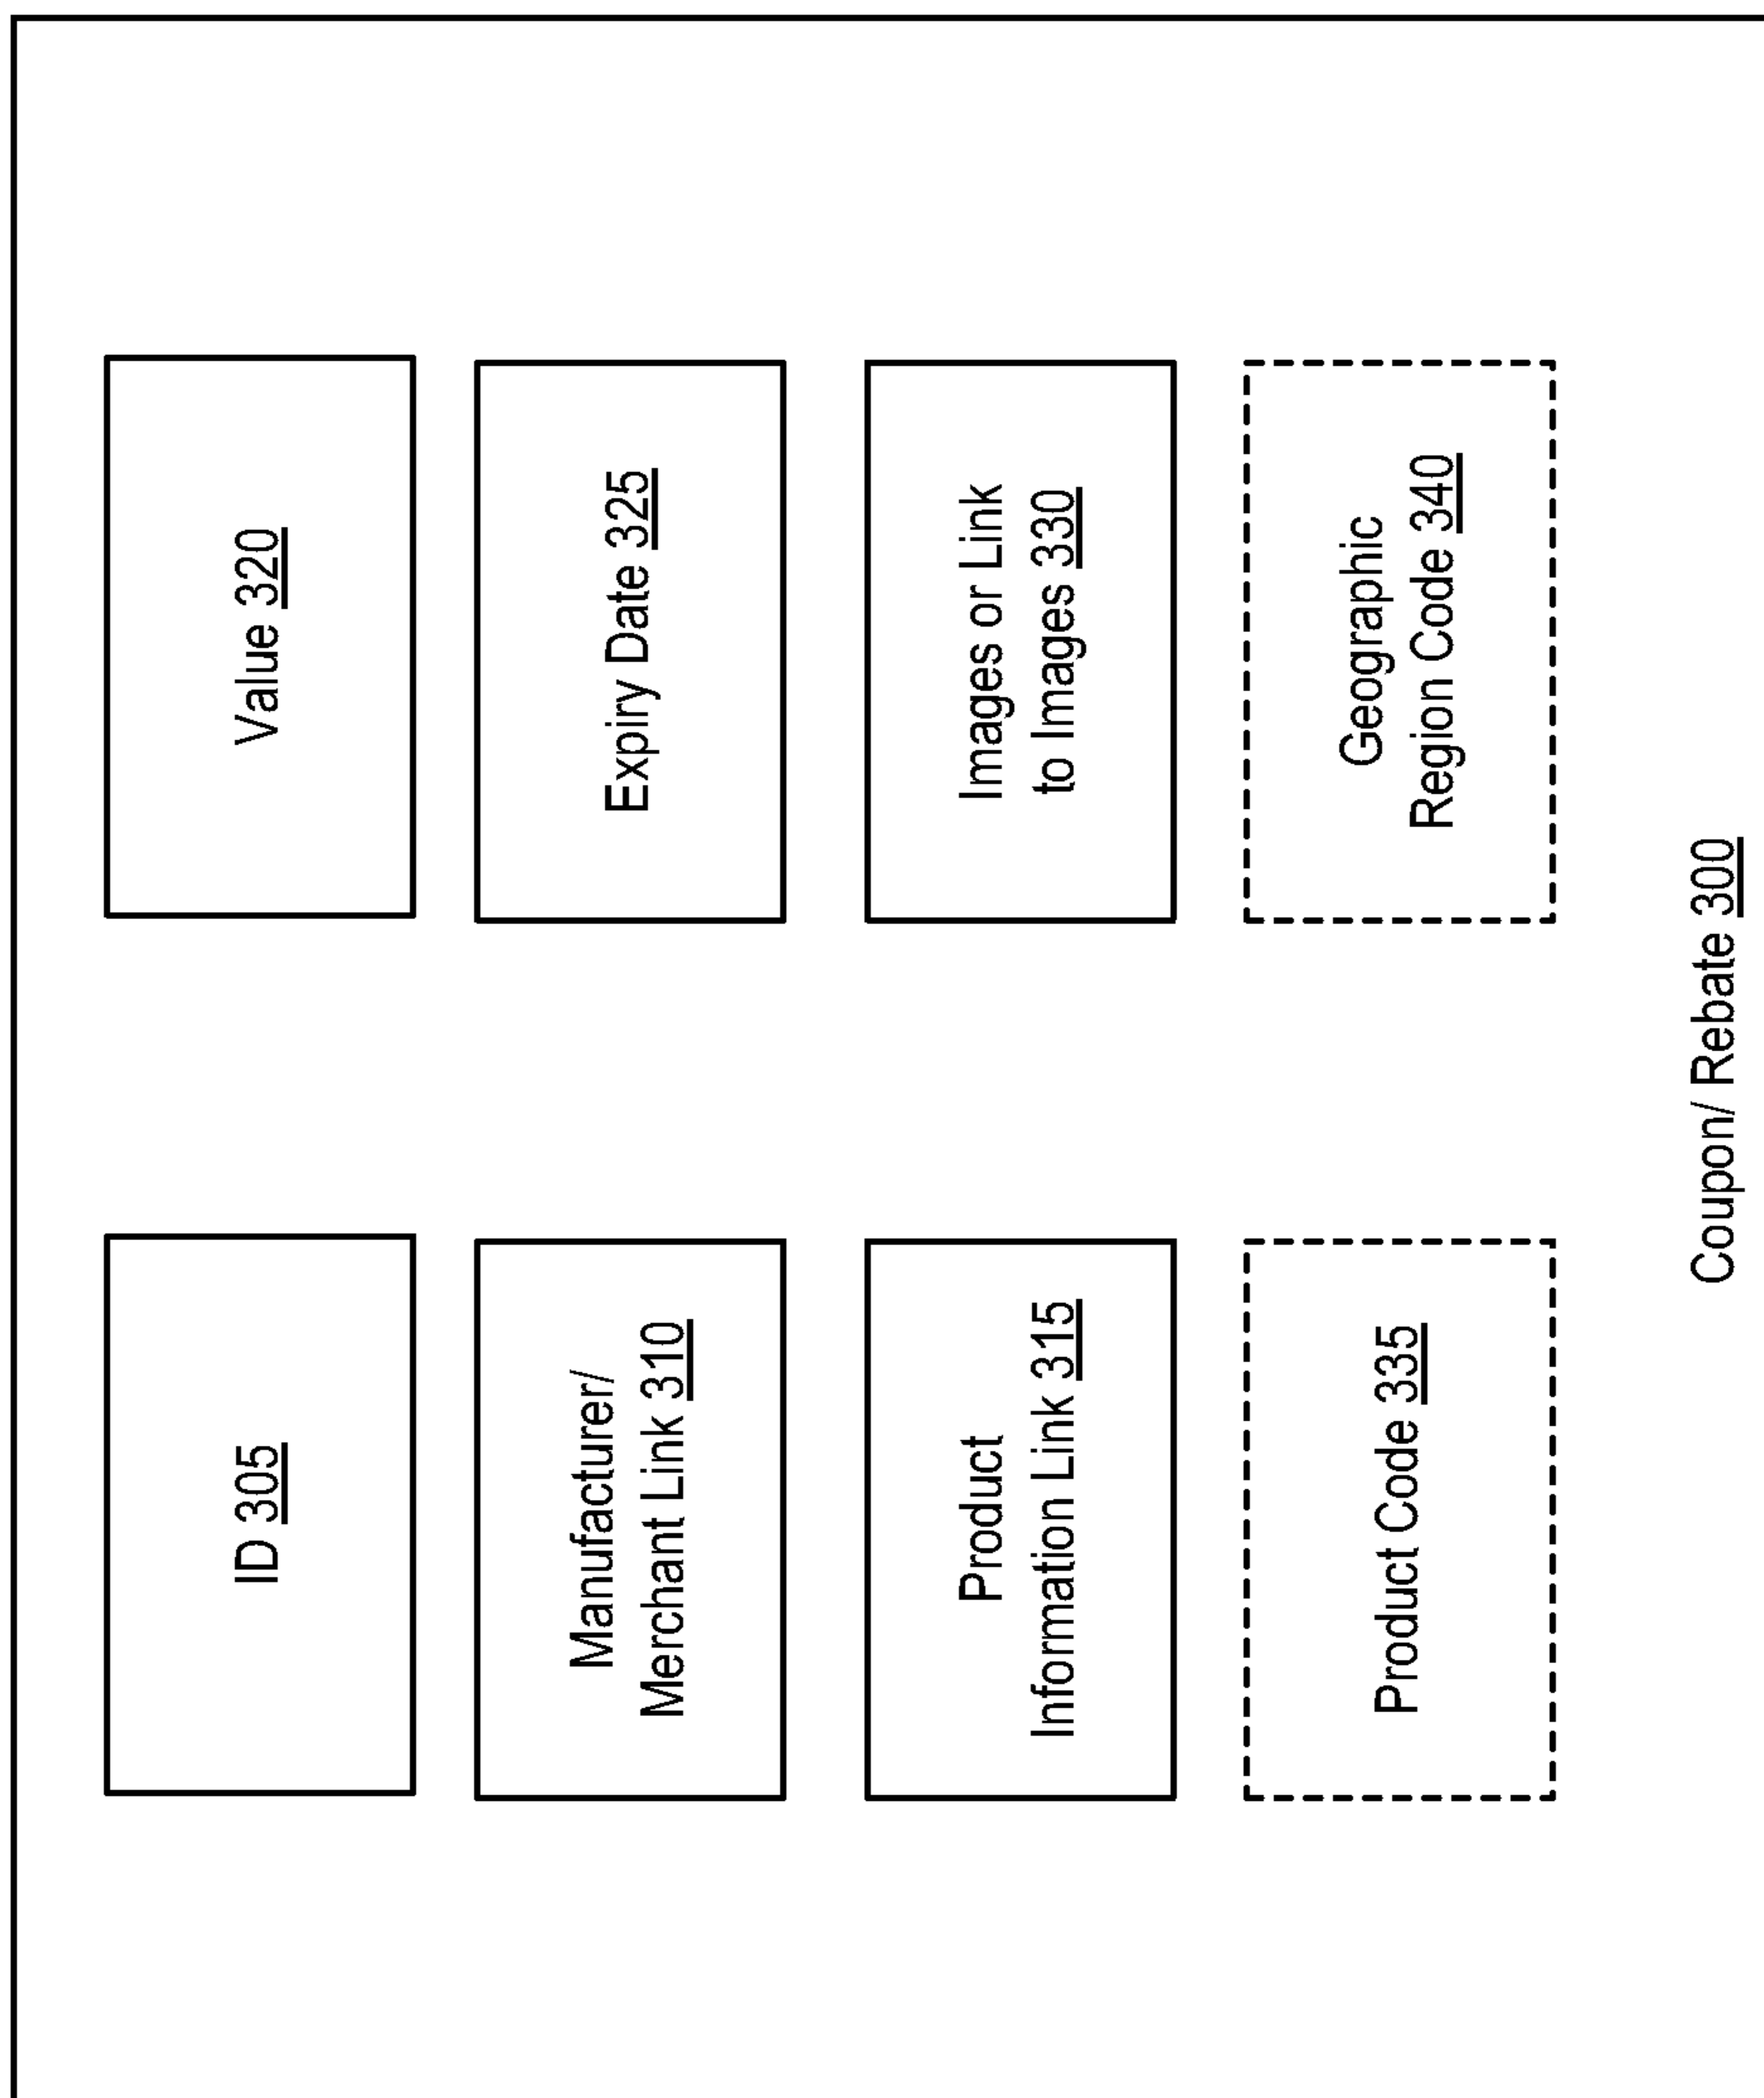 ID 305
Value 320
Manufacturer/
Merchant Link 310
Expiry Date 325
Product
Information Link 315
Images or Link
to Images 330
Product Code 335
Geographic
Region Code 340
Coupon/ Rebate 300